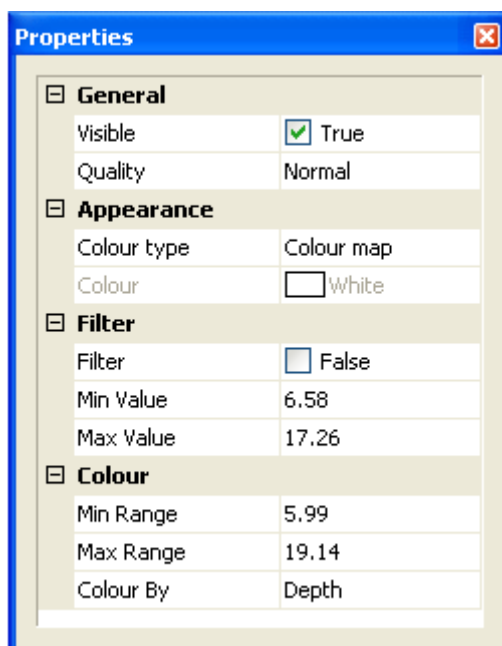 Properties
General
Visible True
Quality Normal
Appearance
Colour type Colour map
Colour White
Filter
Filter False
Min Value 6.58
Max Value 17.26
Colour
Min Range 5.99
Max Range 19.14
Colour By Depth